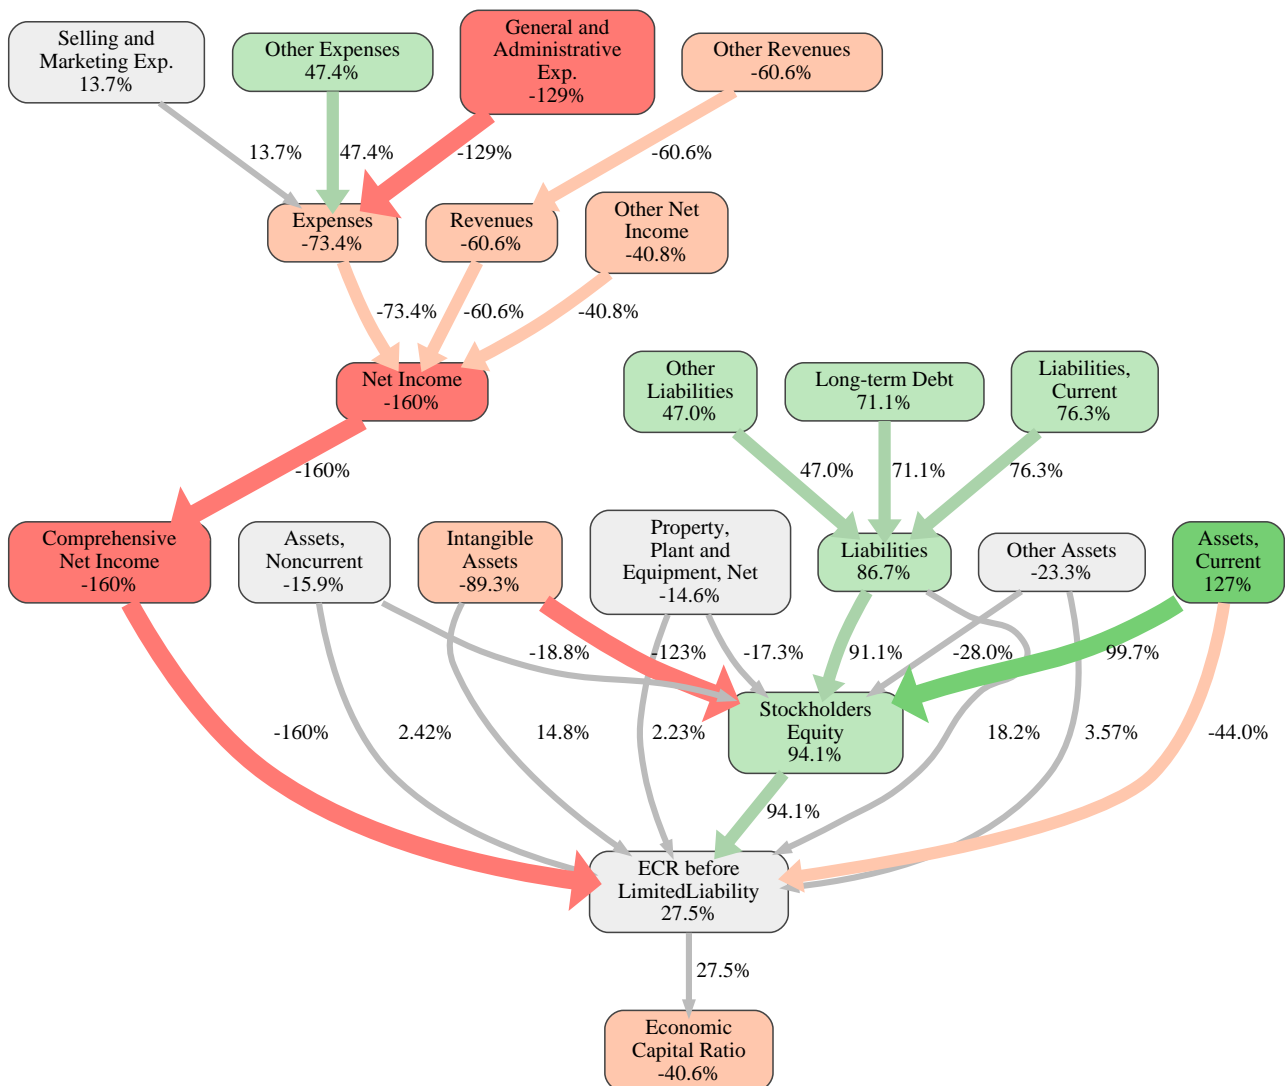 Selling and
Marketing Exp.
13.7%
Other Expenses
47.4%
General and
Administrative
Exp.
-129%
Other Revenues
-60.6%
13.7%
47.4%
-129%
-60.6%
Expenses
-73.4%
Revenues
-60.6%
Other Net
Income
-40.8%
-73.4%
-60.6%
-40.8%
Net Income
-160%
Other
Liabilities
47.0%
Long-term Debt
71.1%
Liabilities,
Current
76.3%
-160%
47.0%
71.1%
76.3%
Comprehensive
Net Income
-160%
Assets,
Noncurrent
-15.9%
Intangible
Assets
-89.3%
Property,
Plant and
Equipment, Net
-14.6%
Liabilities
86.7%
Other Assets
-23.3%
Assets,
Current
127%
-18.8%
-123%
-17.3%
91.1%
-28.0%
99.7%
Stockholders
Equity
94.1%
-160%
2.42%
14.8%
2.23%
18.2%
3.57%
-44.0%
94.1%
ECR before
LimitedLiability
27.5%
27.5%
Economic
Capital Ratio
-40.6%